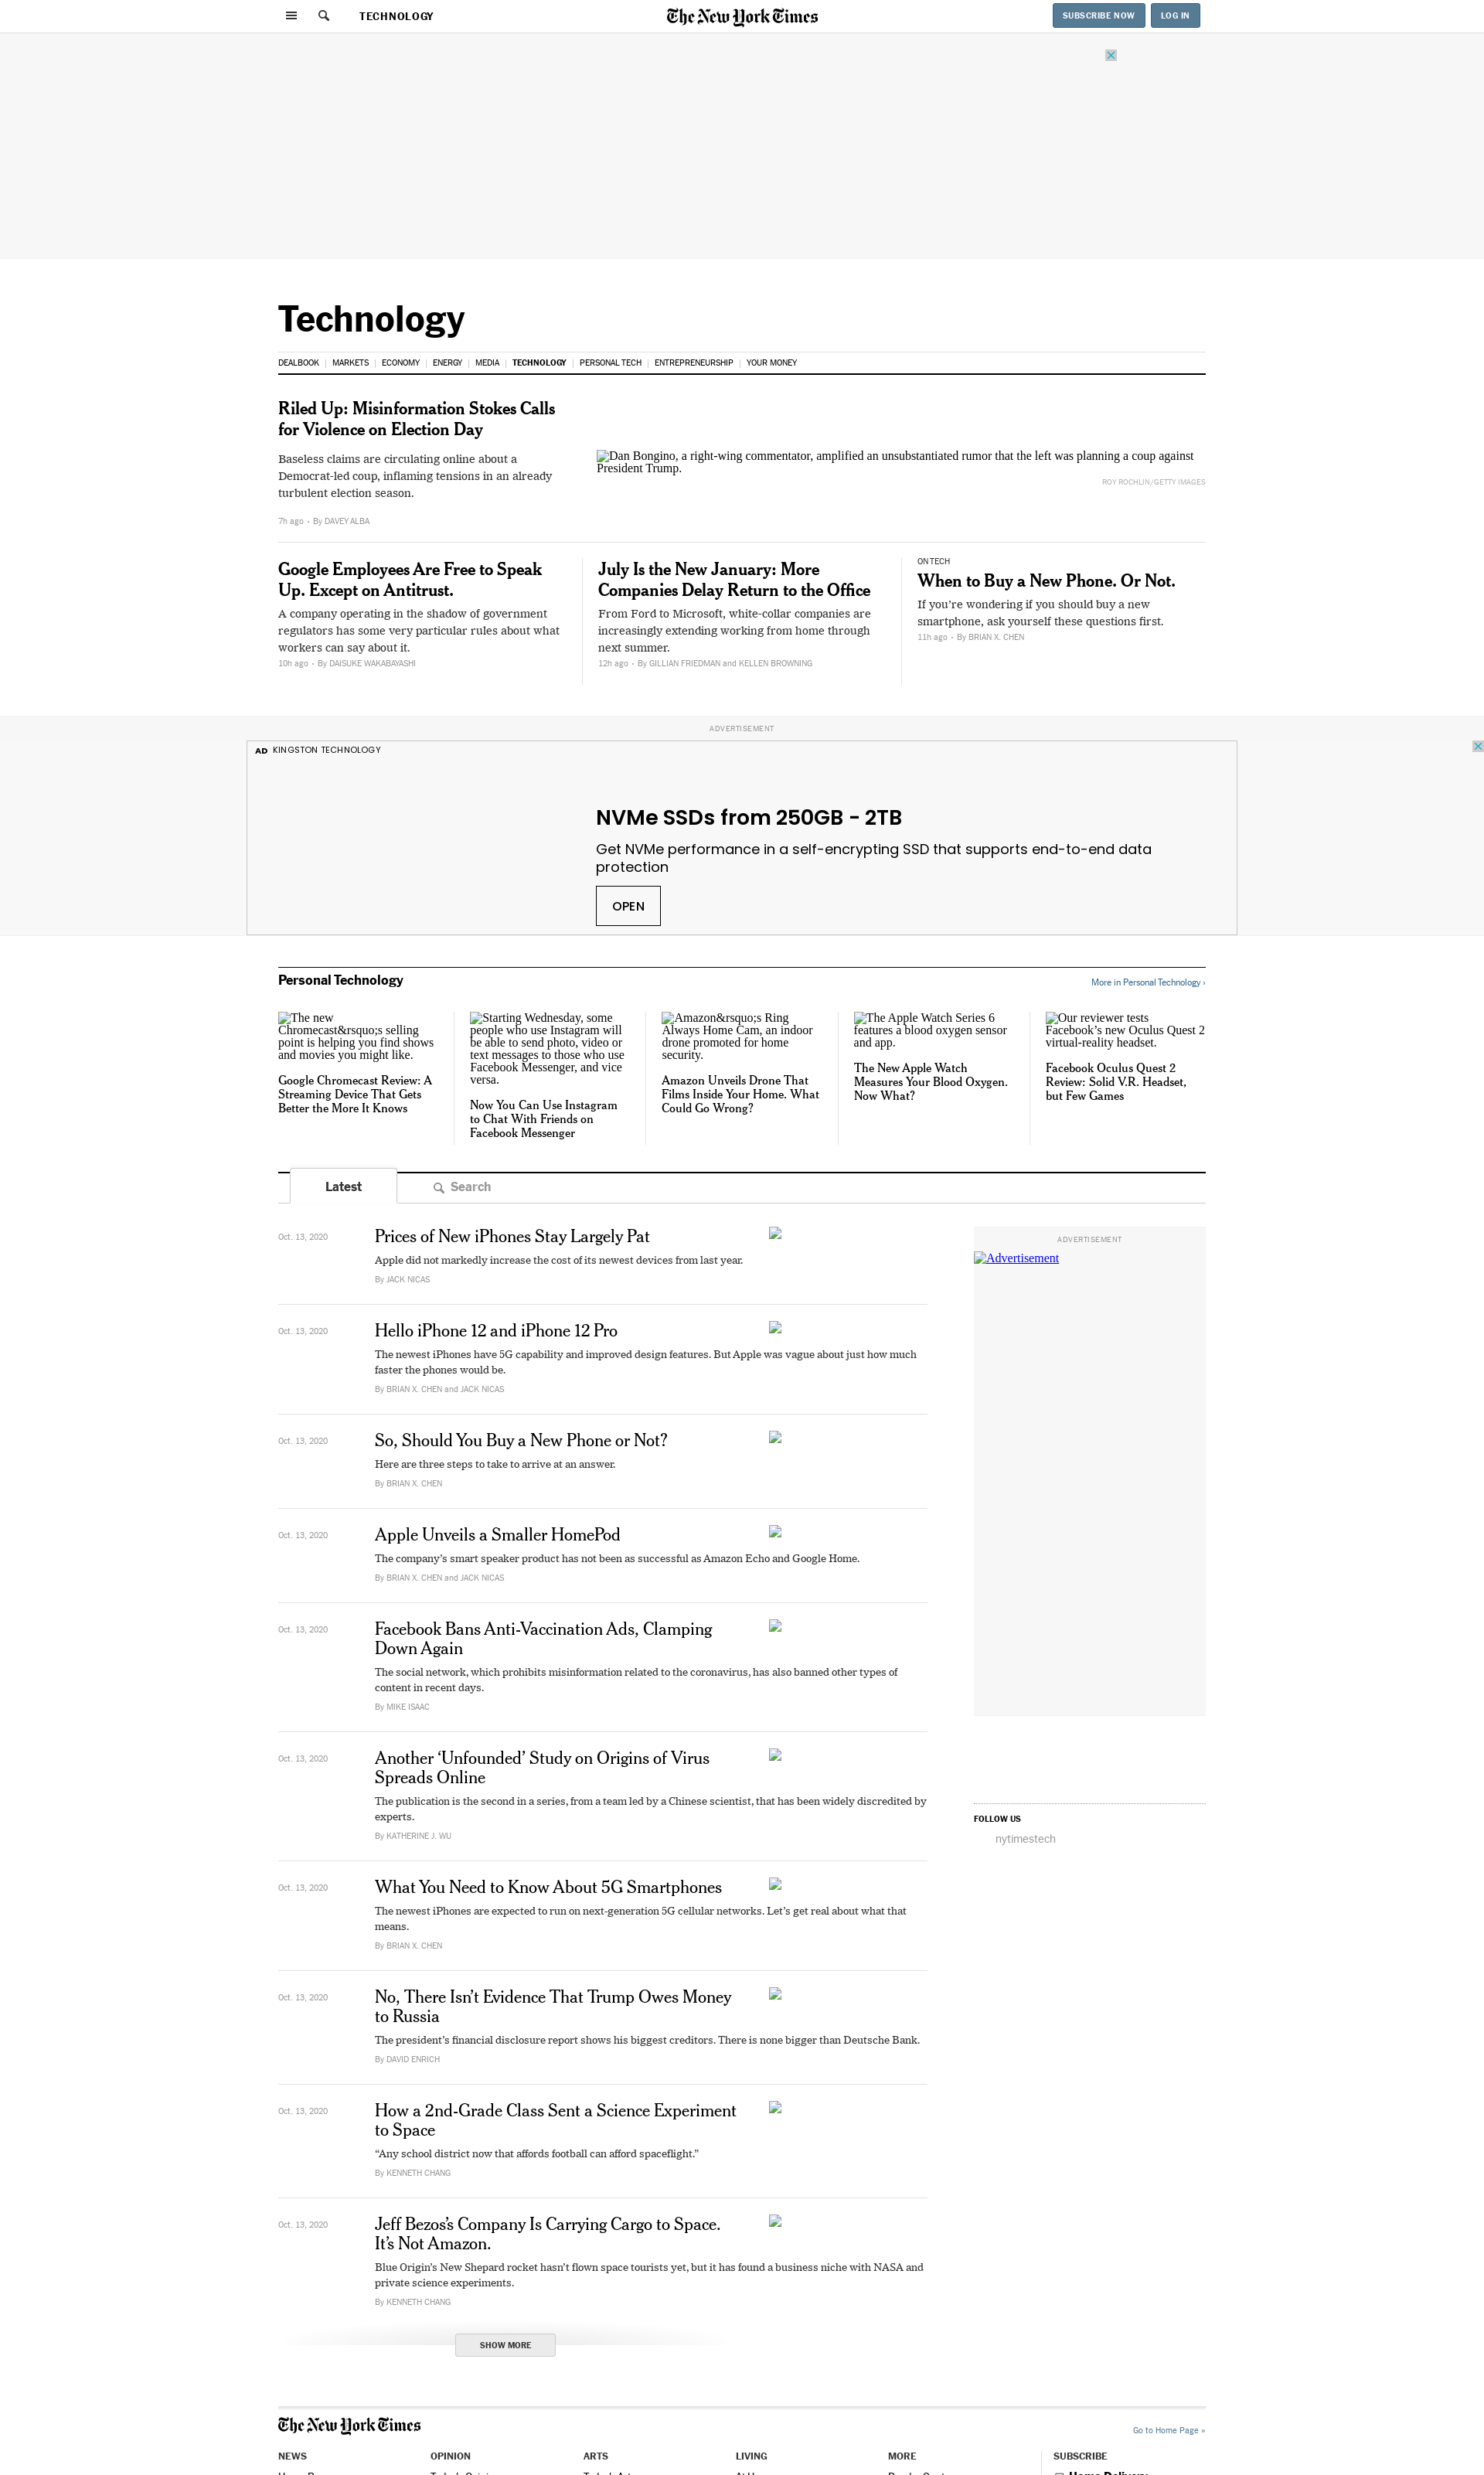 TECHNOLOGY
The New York Times
SUBSCRIBE NOW
LOG IN
Technology
DEALBOOK
MARKETS
ECONOMY
ENERGY
MEDIA
TECHNOLOGY
PERSONAL TECH
ENTREPRENEURSHIP
YOUR MONEY
Riled Up: Misinformation Stokes Calls
for Violence on Election Day
Baseless claims are circulating online about a
Democrat-led coup, inflaming tensions in an already
turbulent election season.
7h ago • By DAVEY ALBA
Dan Bongino, a right-wing commentator, amplified an unsubstantiated rumor that the left was planning a coup against
President Trump.
ROY ROCHLIN/GETTY IMAGES
Google Employees Are Free to Speak
Up. Except on Antitrust.
A company operating in the shadow of government
regulators has some very particular rules about what
workers can say about it.
10h ago • By DAISUKE WAKABAYASHI
July Is the New January: More
Companies Delay Return to the Office
From Ford to Microsoft, white-collar companies are
increasingly extending working from home through
next summer.
12h ago • By GILLIAN FRIEDMAN and KELLEN BROWNING
ON TECH
When to Buy a New Phone. Or Not.
If you’re wondering if you should buy a new
smartphone, ask yourself these questions first.
11h ago • By BRIAN X. CHEN
ADVERTISEMENT
AD KINGSTON TECHNOLOGY
NVMe SSDs from 250GB - 2TB
Get NVMe performance in a self-encrypting SSD that supports end-to-end data
protection
OPEN
Personal Technology
More in Personal Technology ›
The new
Chromecast&rsquo;s selling
point is helping you find shows
and movies you might like.
Google Chromecast Review: A
Streaming Device That Gets
Better the More It Knows
Starting Wednesday, some
people who use Instagram will
be able to send photo, video or
text messages to those who use
Facebook Messenger, and vice
versa.
Now You Can Use Instagram
to Chat With Friends on
Facebook Messenger
Amazon&rsquo;s Ring
Always Home Cam, an indoor
drone promoted for home
security.
Amazon Unveils Drone That
Films Inside Your Home. What
Could Go Wrong?
The Apple Watch Series 6
features a blood oxygen sensor
and app.
The New Apple Watch
Measures Your Blood Oxygen.
Now What?
Our reviewer tests
Facebook’s new Oculus Quest 2
virtual-reality headset.
Facebook Oculus Quest 2
Review: Solid V.R. Headset,
but Few Games
Latest
Search
Oct. 13, 2020
Prices of New iPhones Stay Largely Pat
Apple did not markedly increase the cost of its newest devices from last year.
By JACK NICAS
Oct. 13, 2020
Hello iPhone 12 and iPhone 12 Pro
The newest iPhones have 5G capability and improved design features. But Apple was vague about just how much
faster the phones would be.
By BRIAN X. CHEN and JACK NICAS
Oct. 13, 2020
So, Should You Buy a New Phone or Not?
Here are three steps to take to arrive at an answer.
By BRIAN X. CHEN
Oct. 13, 2020
Apple Unveils a Smaller HomePod
The company’s smart speaker product has not been as successful as Amazon Echo and Google Home.
By BRIAN X. CHEN and JACK NICAS
Oct. 13, 2020
Facebook Bans Anti-Vaccination Ads, Clamping
Down Again
The social network, which prohibits misinformation related to the coronavirus, has also banned other types of
content in recent days.
By MIKE ISAAC
Oct. 13, 2020
Another ‘Unfounded’ Study on Origins of Virus
Spreads Online
The publication is the second in a series, from a team led by a Chinese scientist, that has been widely discredited by
experts.
By KATHERINE J. WU
Oct. 13, 2020
What You Need to Know About 5G Smartphones
The newest iPhones are expected to run on next-generation 5G cellular networks. Let’s get real about what that
means.
By BRIAN X. CHEN
Oct. 13, 2020
No, There Isn’t Evidence That Trump Owes Money
to Russia
The president’s financial disclosure report shows his biggest creditors. There is none bigger than Deutsche Bank.
By DAVID ENRICH
Oct. 13, 2020
How a 2nd-Grade Class Sent a Science Experiment
to Space
“Any school district now that affords football can afford spaceflight.”
By KENNETH CHANG
Oct. 13, 2020
Jeff Bezos’s Company Is Carrying Cargo to Space.
It’s Not Amazon.
Blue Origin’s New Shepard rocket hasn’t flown space tourists yet, but it has found a business niche with NASA and
private science experiments.
By KENNETH CHANG
SHOW MORE
ADVERTISEMENT
Advertisement
FOLLOW US
nytimestech
The New York Times
Go to Home Page »
NEWS
OPINION
ARTS
LIVING
MORE
SUBSCRIBE